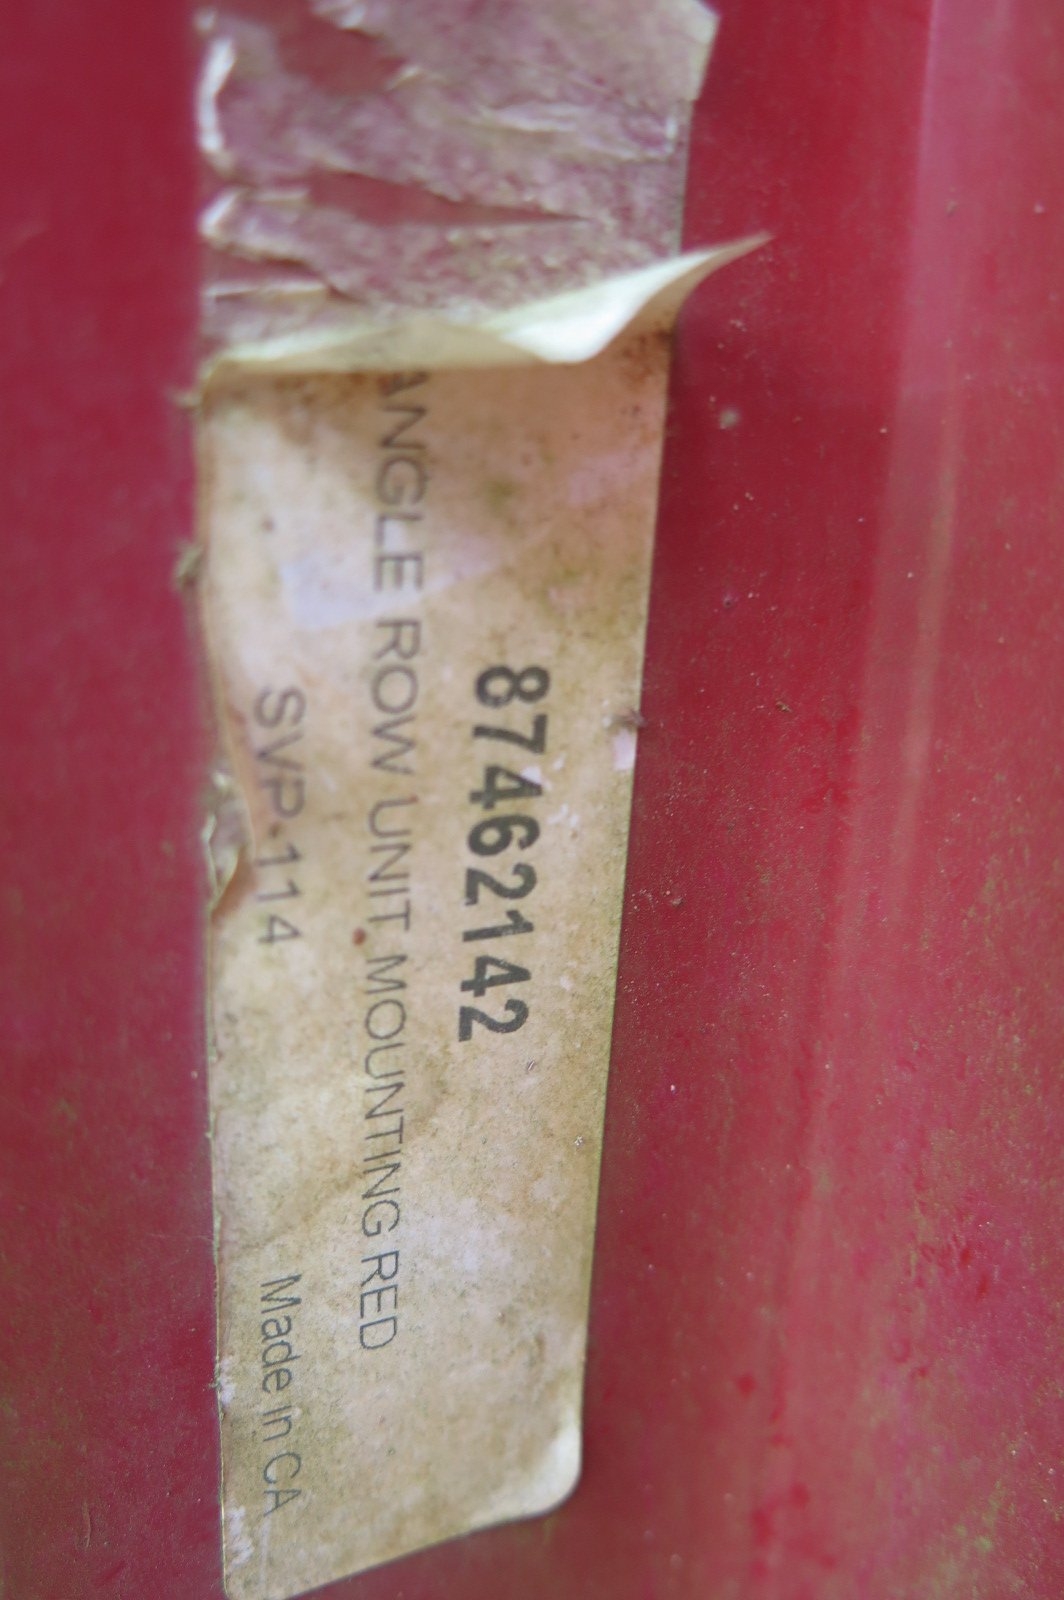 87462142
ANGLE ROW UNIT MOUNTING RED
SVP-114 Made in CA